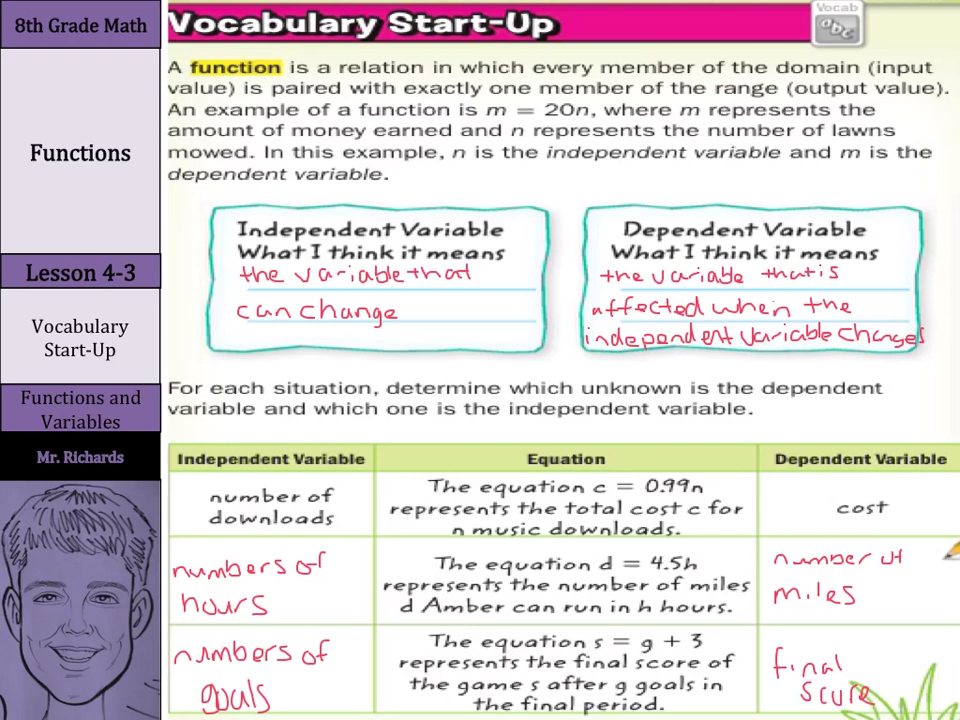 8th Grade Math
Functions
Lesson 4-3
Vocabulary
Start-Up
Functions and
Variables
Mr. Richards
Vocabulary Start-Up
Vocab
abc
A function is a relation in which every member of the domain (input
value) is paired with exactly one member of the range (output value).
An example of a function is m = 20n, where m represents the
amount of money earned and n represents the number of lawns
mowed. In this example, n is the independent variable and m is the
dependent variable.
Independent Variable
What I think it means
the variable that
can change
Dependent Variable
What I think it means
the variable that is
affected when the
independent variable changes
For each situation, determine which unknown is the dependent
variable and which one is the independent variable.
Independent Variable
Equation
Dependent Variable
number of
downloads
The equation c = 0.99n
represents the total cost c for
n music downloads.
cost
numbers of
hours
The equation d = 4.5h
represents the number of miles
d Amber can run in h hours.
number of
miles
numbers of
goals
The equation s = g + 3
represents the final score of
the game s after g goals in
the final period.
final
score